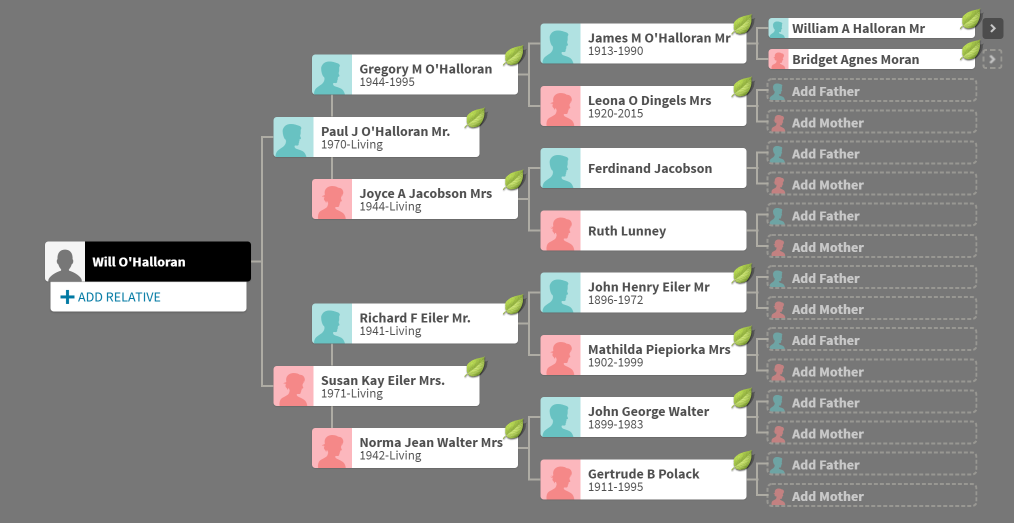 William A Halloran Mr
Bridget Agnes Moran
James M O'Halloran Mr
1913-1990
Gregory M O'Halloran
1944-1995
Leona O Dingels Mrs
1920-2015
Add Father
Add Mother
Paul J O'Halloran Mr.
1970-Living
Ferdinand Jacobson
Add Father
Add Mother
Joyce A Jacobson Mrs
1944-Living
Ruth Lunney
Add Father
Add Mother
Will O'Halloran
ADD RELATIVE
John Henry Eiler Mr
1896-1972
Add Father
Add Mother
Richard F Eiler Mr.
1941-Living
Mathilda Piepiorka Mrs
1902-1999
Add Father
Add Mother
Susan Kay Eiler Mrs.
1971-Living
John George Walter
1899-1983
Add Father
Add Mother
Norma Jean Walter Mrs
1942-Living
Gertrude B Polack
1911-1995
Add Father
Add Mother